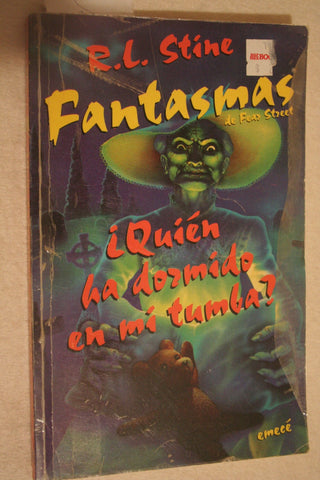 R.L. Stine
Fantasmas
de Fear Street
¿Quién
ha dormido
en mi tumba?
emecé